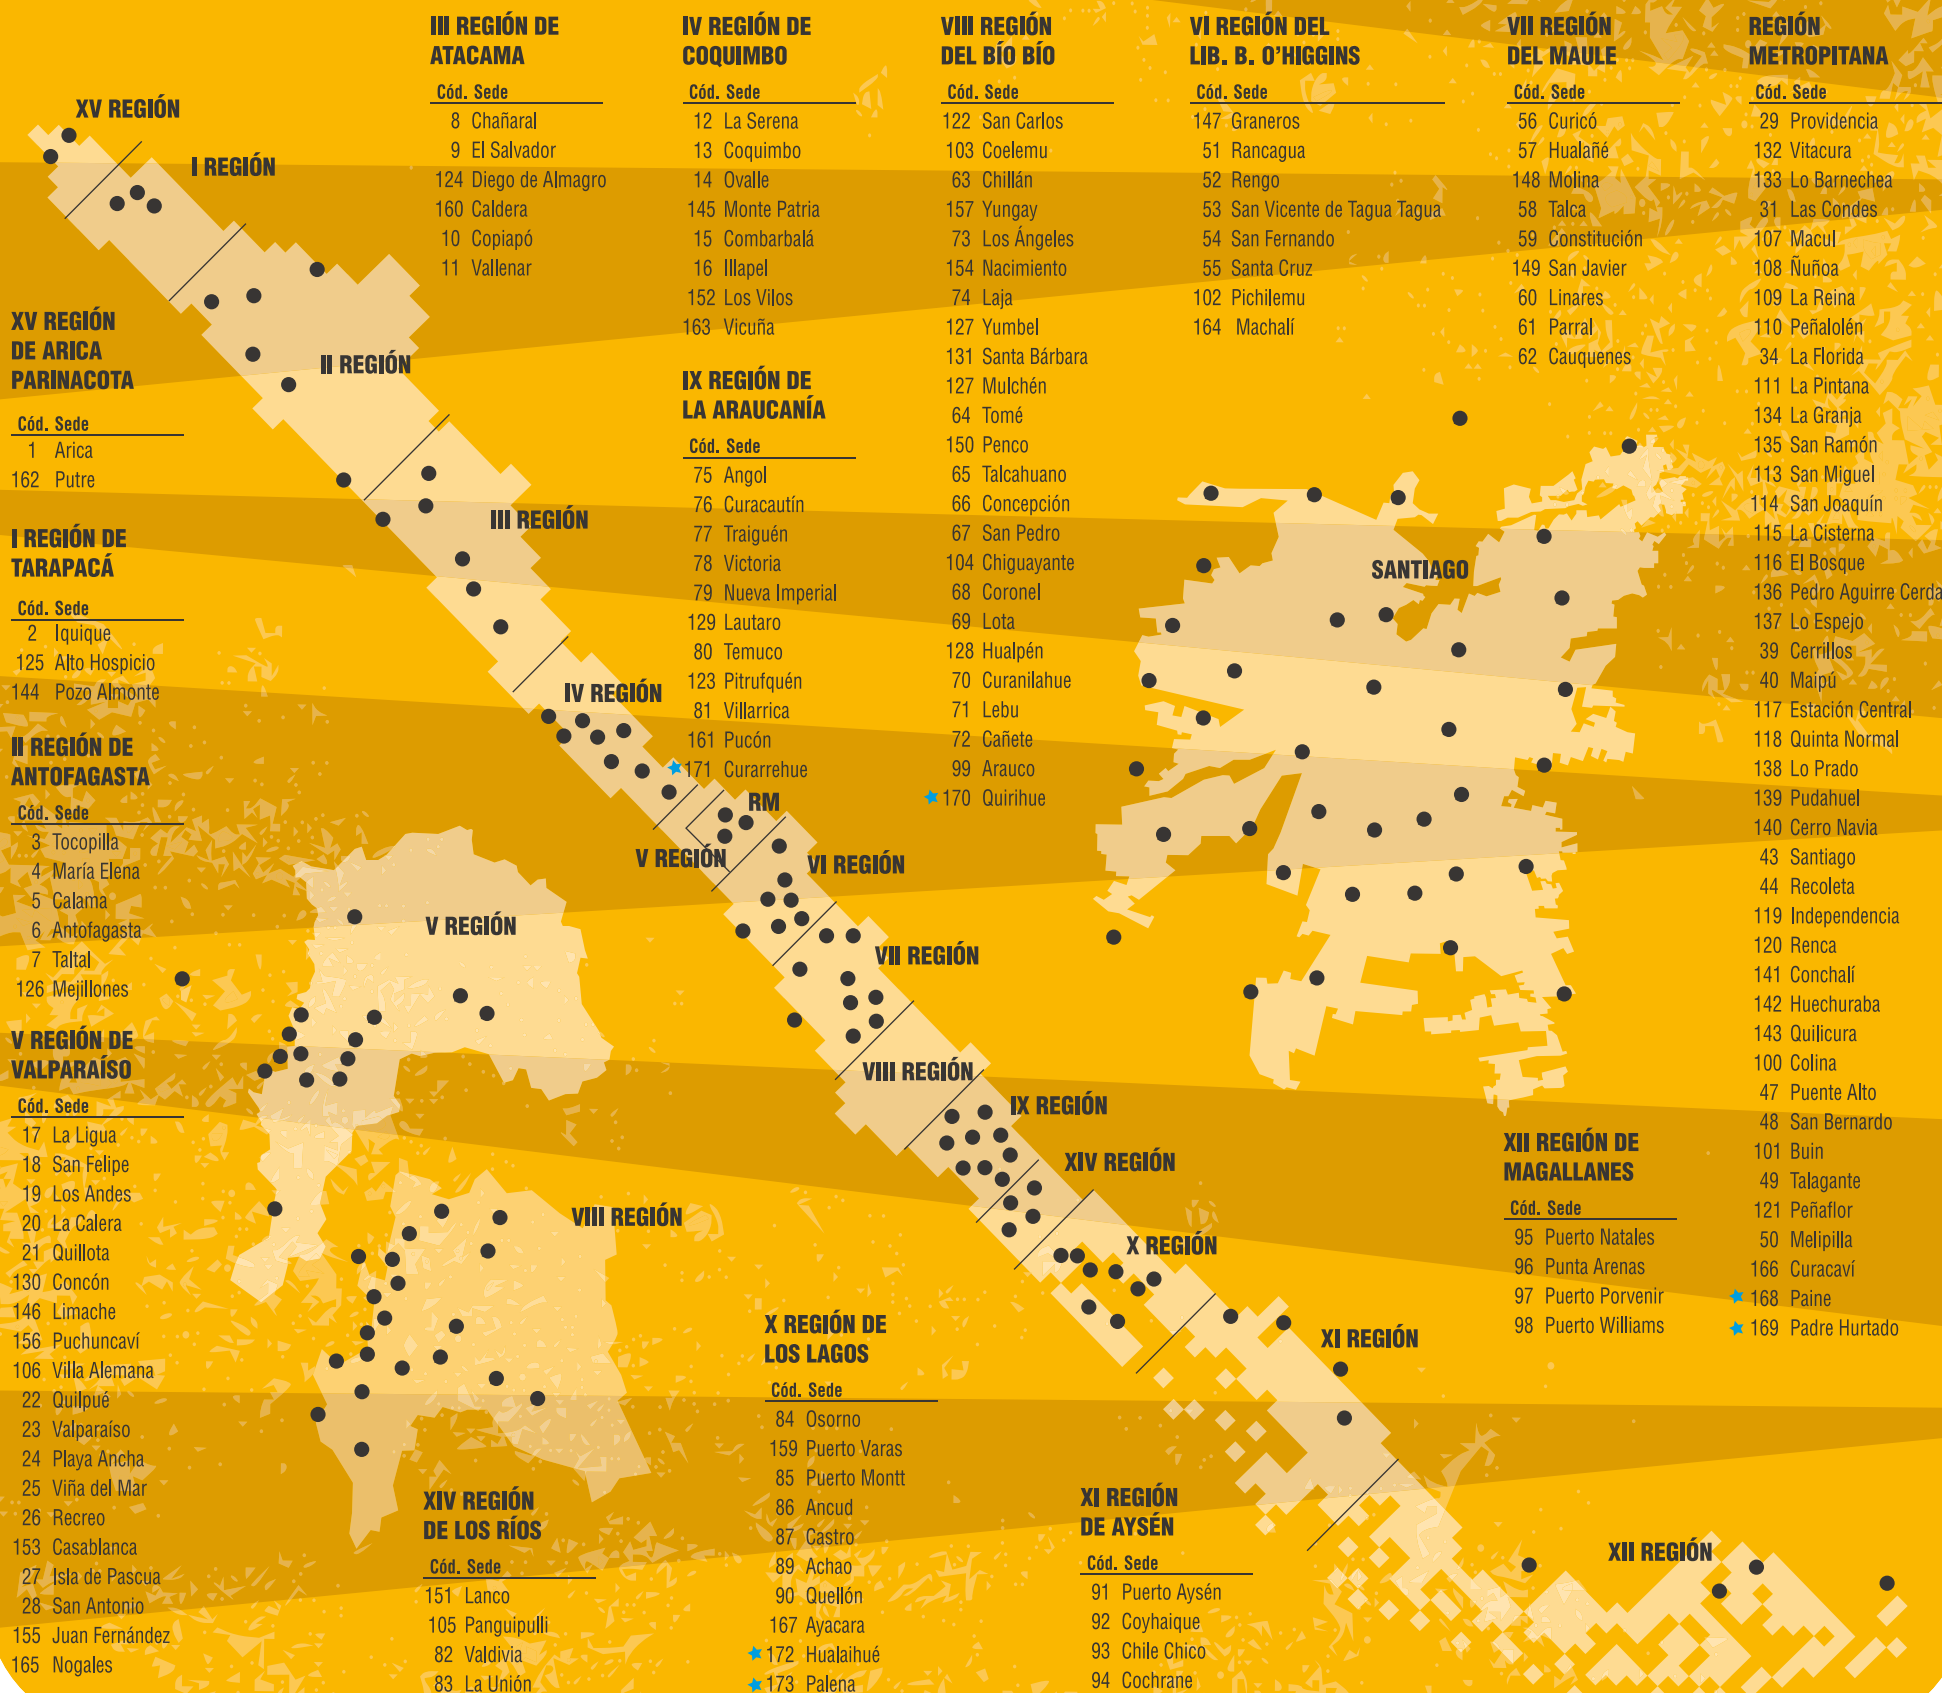 III REGIÓN DE
ATACAMA
Cód. Sede
8 Chañaral
9 El Salvador
124 Diego de Almagro
160 Caldera
10 Copiapó
11 Vallenar
IV REGIÓN DE
COQUIMBO
Cód. Sede
12 La Serena
13 Coquimbo
14 Ovalle
145 Monte Patria
15 Combarbalá
16 Illapel
152 Los Vilos
163 Vicuña
IX REGIÓN DE
LA ARAUCANÍA
Cód. Sede
75 Angol
76 Curacautín
77 Traiguén
78 Victoria
79 Nueva Imperial
129 Lautaro
80 Temuco
123 Pitrufquén
81 Villarrica
161 Pucón
171 Curarrehue
VIII REGIÓN
DEL BÍO BÍO
Cód. Sede
122 San Carlos
103 Coelemu
63 Chillán
157 Yungay
73 Los Ángeles
154 Nacimiento
74 Laja
127 Yumbel
131 Santa Bárbara
127 Mulchén
64 Tomé
150 Penco
65 Talcahuano
66 Concepción
67 San Pedro
104 Chiguayante
68 Coronel
69 Lota
128 Hualpén
70 Curanilahue
71 Lebu
72 Cañete
99 Arauco
170 Quirihue
VI REGIÓN DEL
LIB. B. O'HIGGINS
Cód. Sede
147 Graneros
51 Rancagua
52 Rengo
53 San Vicente de Tagua Tagua
54 San Fernando
55 Santa Cruz
102 Pichilemu
164 Machalí
VII REGIÓN
DEL MAULE
Cód. Sede
56 Curicó
57 Hualañé
148 Molina
58 Talca
59 Constitución
149 San Javier
60 Linares
61 Parral
62 Cauquenes
REGIÓN
METROPITANA
Cód. Sede
29 Providencia
132 Vitacura
133 Lo Barnechea
31 Las Condes
107 Macul
108 Ñuñoa
109 La Reina
110 Peñalolén
34 La Florida
111 La Pintana
134 La Granja
135 San Ramón
113 San Miguel
114 San Joaquín
115 La Cisterna
116 El Bosque
136 Pedro Aguirre Cerda
137 Lo Espejo
39 Cerrillos
40 Maipú
117 Estación Central
118 Quinta Normal
138 Lo Prado
139 Pudahuel
140 Cerro Navia
43 Santiago
44 Recoleta
119 Independencia
120 Renca
141 Conchalí
142 Huechuraba
143 Quilicura
100 Colina
47 Puente Alto
48 San Bernardo
101 Buin
49 Talagante
121 Peñaflor
50 Melipilla
166 Curacaví
168 Paine
169 Padre Hurtado
XV REGIÓN
DE ARICA
PARINACOTA
Cód. Sede
1 Arica
162 Putre
I REGIÓN DE
TARAPACÁ
Cód. Sede
2 Iquique
125 Alto Hospicio
144 Pozo Almonte
II REGIÓN DE
ANTOFAGASTA
Cód. Sede
3 Tocopilla
4 María Elena
5 Calama
6 Antofagasta
7 Taltal
126 Mejillones
V REGIÓN DE
VALPARAÍSO
Cód. Sede
17 La Ligua
18 San Felipe
19 Los Andes
20 La Calera
21 Quillota
130 Concón
146 Limache
156 Puchuncaví
106 Villa Alemana
22 Quilpué
23 Valparaíso
24 Playa Ancha
25 Viña del Mar
26 Recreo
153 Casablanca
27 Isla de Pascua
28 San Antonio
155 Juan Fernández
165 Nogales
XIV REGIÓN
DE LOS RÍOS
Cód. Sede
151 Lanco
105 Panguipulli
82 Valdivia
83 La Unión
X REGIÓN DE
LOS LAGOS
Cód. Sede
84 Osorno
159 Puerto Varas
85 Puerto Montt
86 Ancud
87 Castro
89 Achao
90 Quellón
167 Ayacara
172 Hualaihué
173 Palena
XI REGIÓN
DE AYSÉN
Cód. Sede
91 Puerto Aysén
92 Coyhaique
93 Chile Chico
94 Cochrane
XII REGIÓN DE
MAGALLANES
Cód. Sede
95 Puerto Natales
96 Punta Arenas
97 Puerto Porvenir
98 Puerto Williams
XV REGIÓN
I REGIÓN
II REGIÓN
III REGIÓN
IV REGIÓN
RM
V REGIÓN
VI REGIÓN
VII REGIÓN
VIII REGIÓN
IX REGIÓN
XIV REGIÓN
X REGIÓN
XI REGIÓN
XII REGIÓN
V REGIÓN
VIII REGIÓN
SANTIAGO